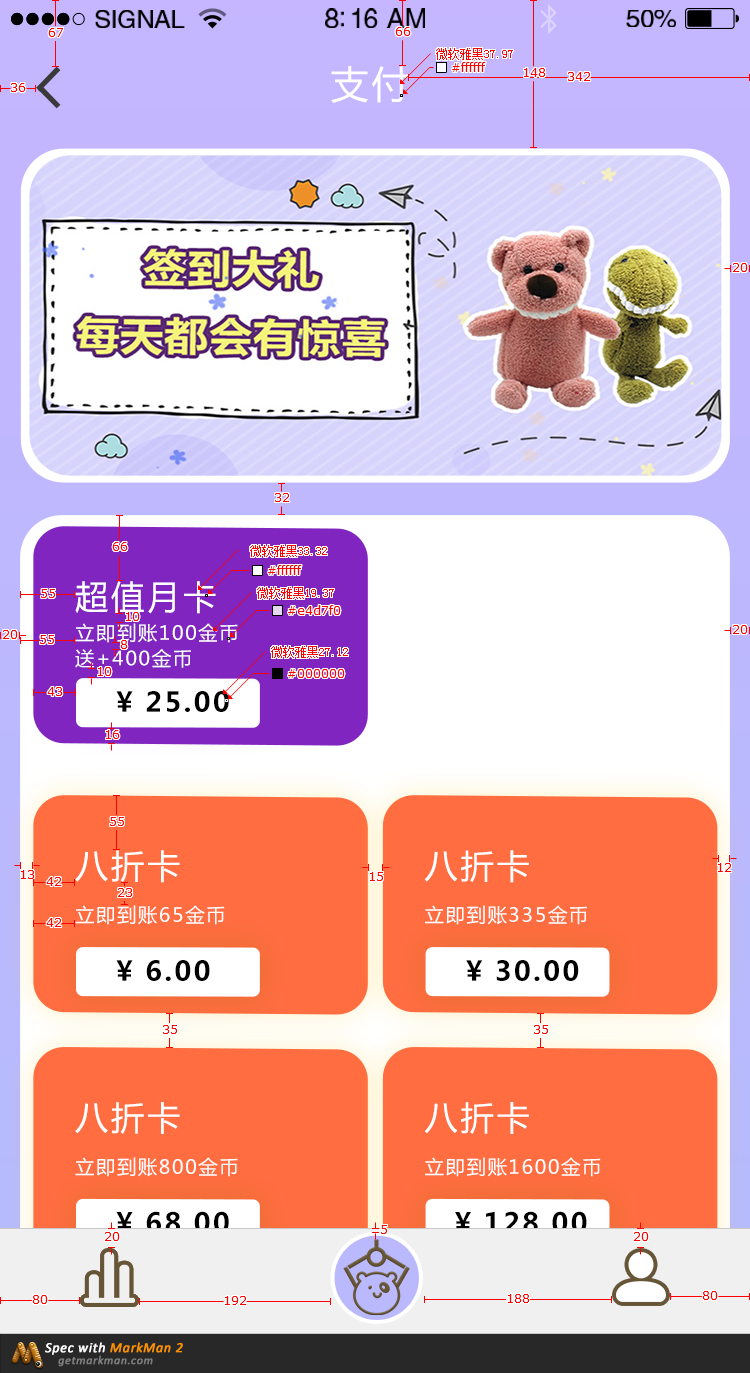 SIGNAL 8:16 AM 50%
67
66
微软雅黑37.97
#ffffff
148
342
36
支付
签到大礼
每天都会有惊喜
20
32
66
微软雅黑33.32
#ffffff
55
超值月卡
微软雅黑19.37
#e4d7f0
10
20
55
立即到账100金币
20
8
送+400金币
微软雅黑27.12
10
#000000
43
¥ 25.00
16
55
13
八折卡
八折卡
15
12
42
23
立即到账65金币
立即到账335金币
42
¥ 6.00
¥ 30.00
35
35
八折卡
八折卡
立即到账800金币
立即到账1600金币
¥ 68.00
¥ 128.00
20
5
20
80
192
188
80
Spec with MarkMan 2
getmarkman.com